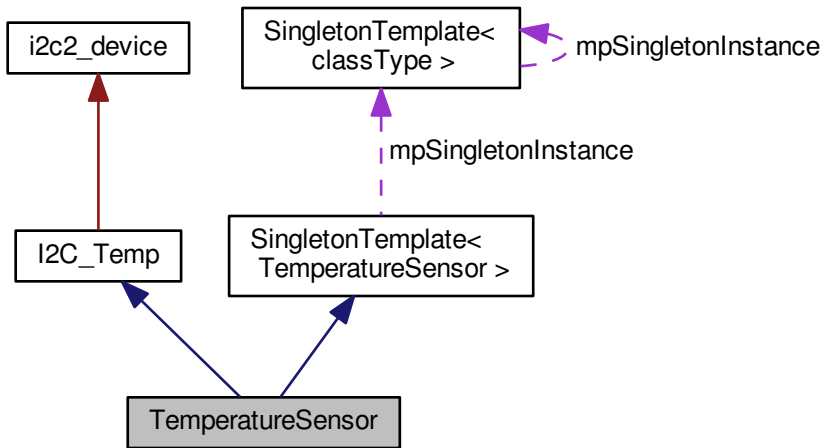 i2c2_device
SingletonTemplate<
classType >
mpSingletonInstance
mpSingletonInstance
I2C_Temp
SingletonTemplate<
TemperatureSensor >
TemperatureSensor